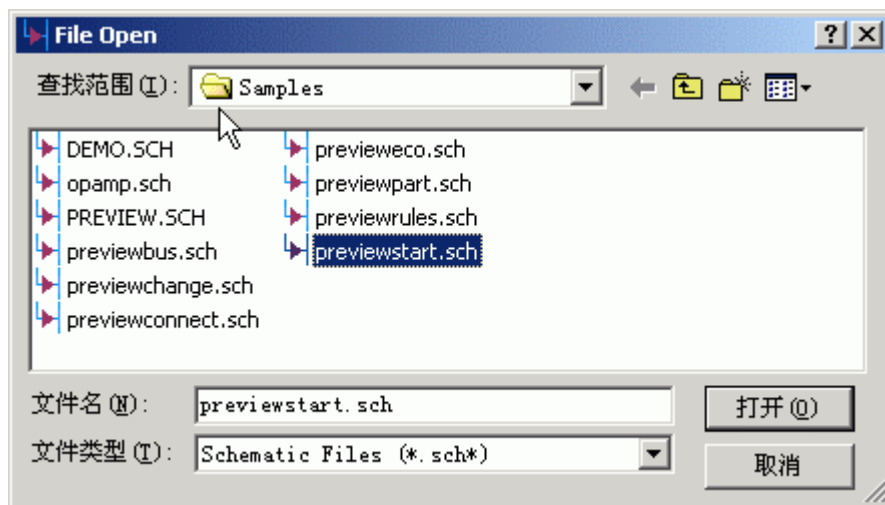 File Open
查找范围(I): Samples
DEMO.SCH
opamp.sch
PREVIEW.SCH
previewbus.sch
previewchange.sch
previewconnect.sch
previeweco.sch
previewpart.sch
previewrules.sch
previewstart.sch
文件名(N): previewstart.sch
打开(O)
文件类型(T): Schematic Files (*.sch*)
取消